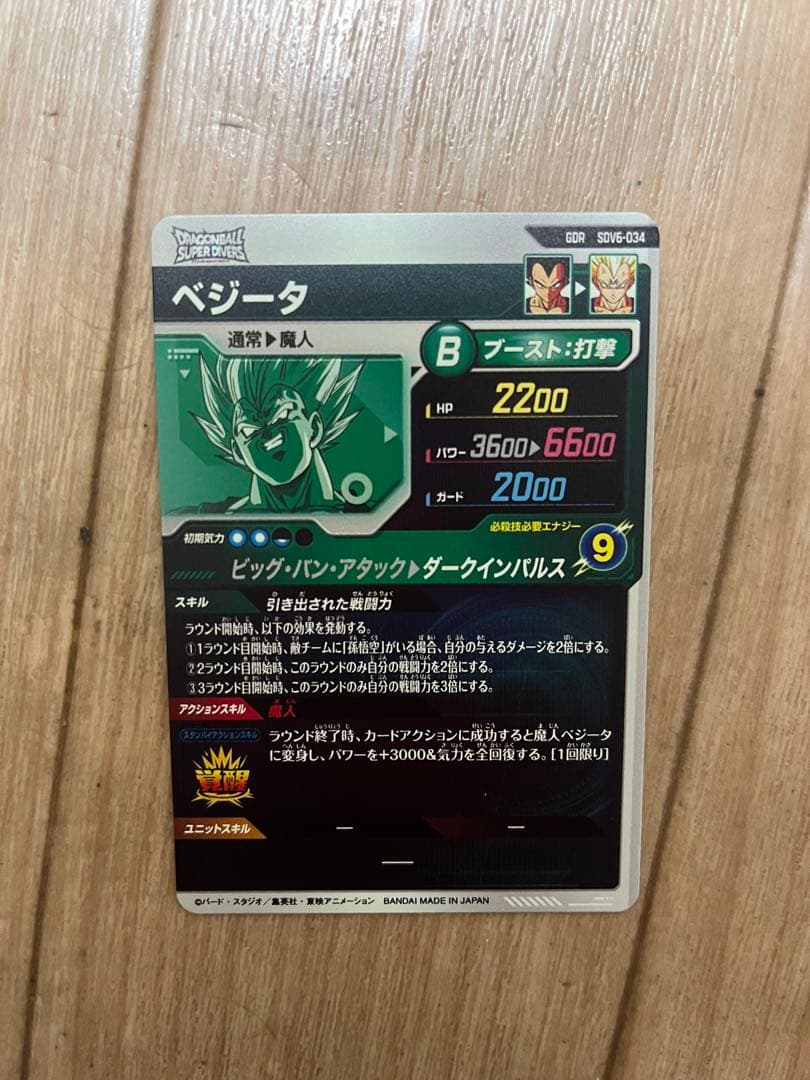 DRAGONBALL
SUPER DIVERS
GDR SDV6-034
ベジータ
通常▶魔人
B ブースト:打撃
HP 2200
パワー 3600▶6600
ガード 2000
初期気力
必殺技必要エナジー
9
ビッグ・バン・アタック▶ダークインパルス
スキル 引き出された戦闘力
ラウンド開始時、以下の効果を発動する。
①1ラウンド目開始時、敵チームに「孫悟空」がいる場合、自分の与えるダメージを2倍にする。
②2ラウンド目開始時、このラウンドのみ自分の戦闘力を2倍にする。
③3ラウンド目開始時、このラウンドのみ自分の戦闘力を3倍にする。
アクションスキル 魔人
スタンバイアクションスキル
覚醒
ラウンド終了時、カードアクションに成功すると魔人ベジータ
に変身し、パワーを+3000&気力を全回復する。[1回限り]
ユニットスキル ー ー
ー
©バード・スタジオ/集英社・東映アニメーション BANDAI MADE IN JAPAN